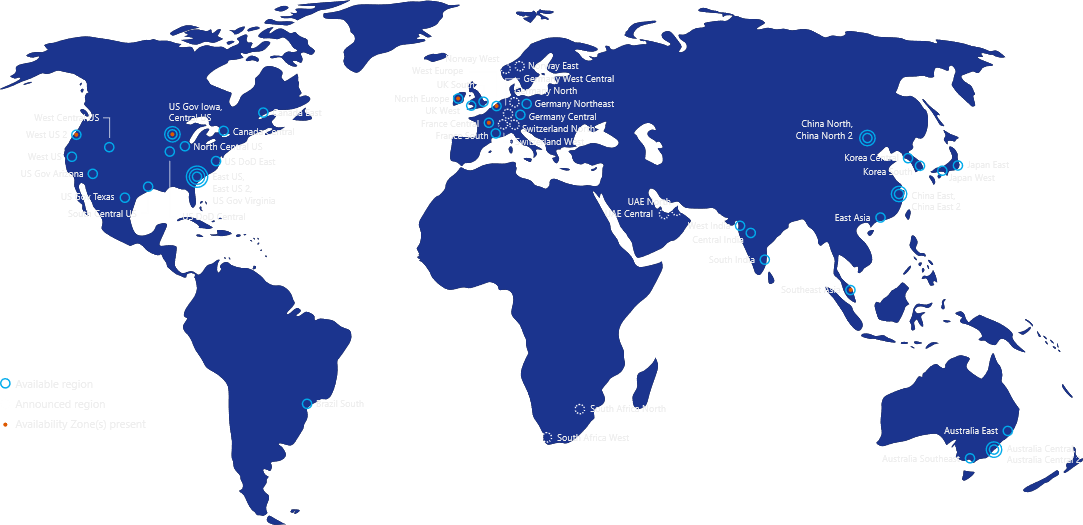 Norway West
Norway East
West Europe
Germany West Central
UK South
Germany North
North Europe
Germany Northeast
UK West
Germany Central
France Central
Switzerland North
France South
Switzerland West
US Gov Iowa,
Central US
West Central US
Canada East
West US 2
Canada Central
North Central US
West US
US DoD East
US Gov Arizona
East US,
East US 2,
US Gov Virginia
US Gov Texas
South Central US
US DoD Central
China North,
China North 2
Korea Central
Korea South
Japan East
Japan West
China East,
China East 2
UAE North
UAE Central
East Asia
West India
Central India
South India
Southeast Asia
Available region
Announced region
Availability Zone(s) present
Brazil South
South Africa North
South Africa West
Australia East
Australia Central
Australia Central 2
Australia Southeast